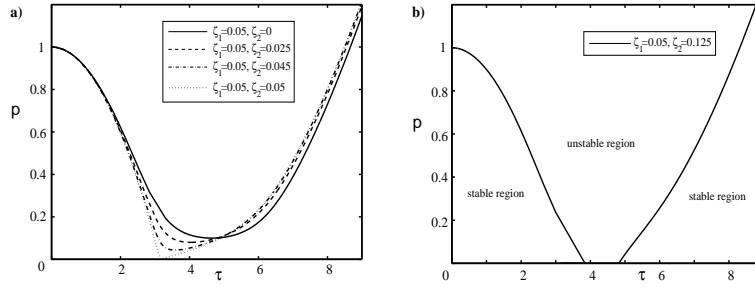 a)
ζ1=0.05, ζ2=0
ζ1=0.05, ζ2=0.025
ζ1=0.05, ζ2=0.045
ζ1=0.05, ζ2=0.05
1
0.8
0.6
0.4
0.2
0
p
0 2 4 6 8
τ
b)
ζ1=0.05, ζ2=0.125
1
0.8
0.6
0.4
0.2
p
unstable region
stable region
stable region
0 2 4 6 8
τ